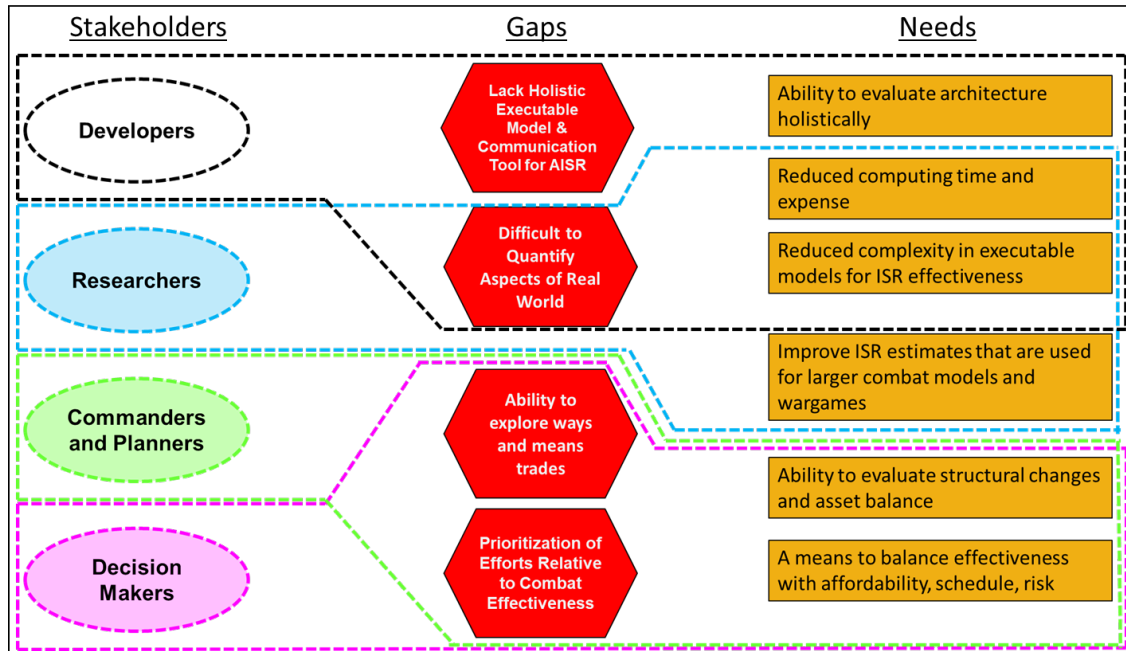 Stakeholders
Gaps
Needs
Developers
Lack Holistic
Executable
Model &
Communication
Tool for AISR
Ability to evaluate architecture
holistically
Reduced computing time and
expense
Researchers
Difficult to
Quantify
Aspects of Real
World
Reduced complexity in executable
models for ISR effectiveness
Improve ISR estimates that are used
for larger combat models and
wargames
Commanders
and Planners
Ability to
explore ways
and means
trades
Ability to evaluate structural changes
and asset balance
Decision
Makers
Prioritization of
Efforts Relative
to Combat
Effectiveness
A means to balance effectiveness
with affordability, schedule, risk